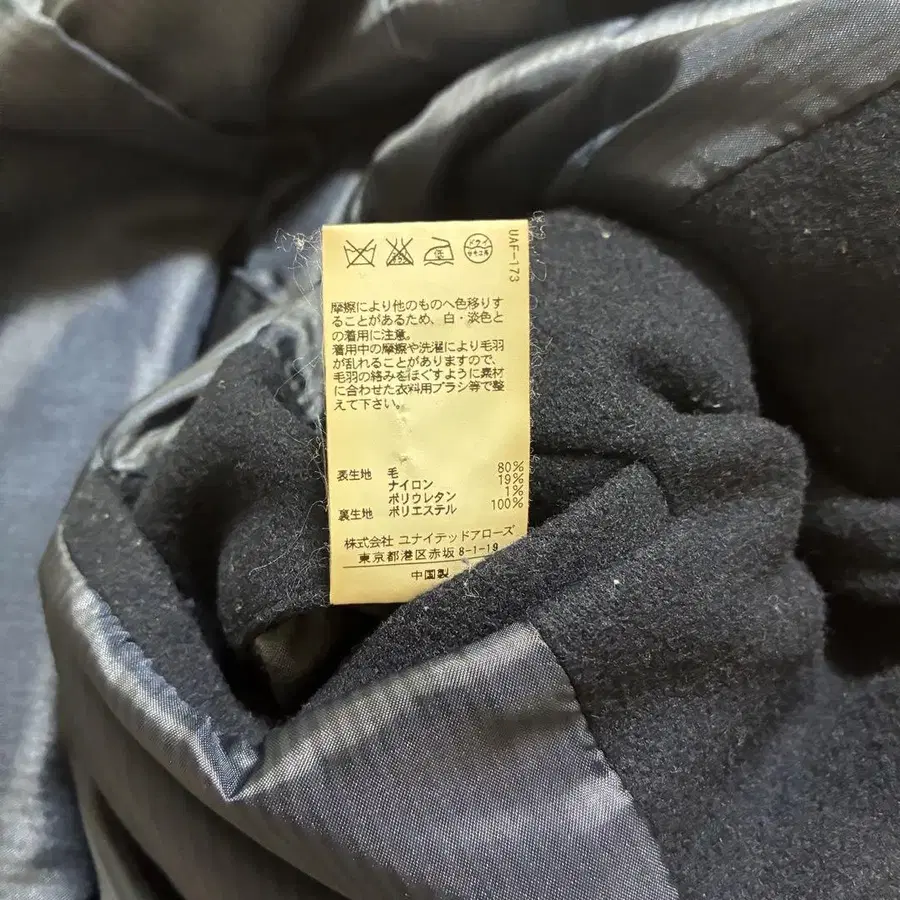 UAF-173
低
ドライ
摩擦により他のものへ色移りす
ることがあるため、白・淡色と
の着用に注意。
着用中の摩擦や洗濯により毛羽
が乱れることがありますので、
毛羽の絡みをほぐすように素材
に合わせた衣料用ブラシ等で整
えて下さい。
表生地 毛 80%
ナイロン 19%
ポリウレタン 1%
裏生地 ポリエステル 100%
株式会社 ユナイテッドアローズ
東京都港区赤坂 8-1-19
中国製